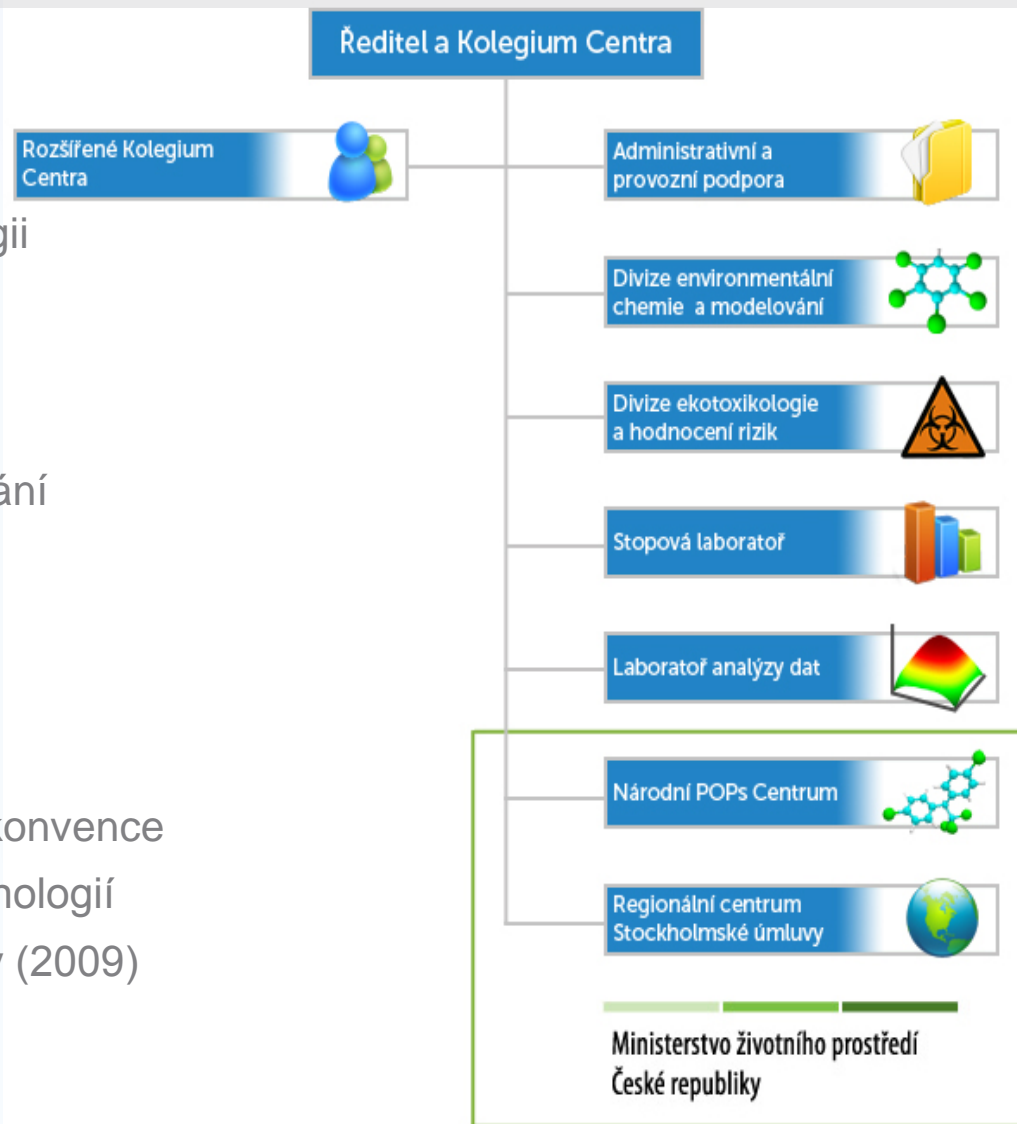 Ředitel a Kolegium Centra
Rozšířené Kolegium
Centra
Administrativní a
provozní podpora
gii
Divize environmentální
chemie a modelování
Divize ekotoxikologie
a hodnocení rizik
ání
Stopová laboratoř
Laboratoř analýzy dat
Národní POPs Centrum
konvence
nologií
Regionální centrum
Stockholmské úmluvy
(2009)
Ministerstvo životního prostředí
České republiky